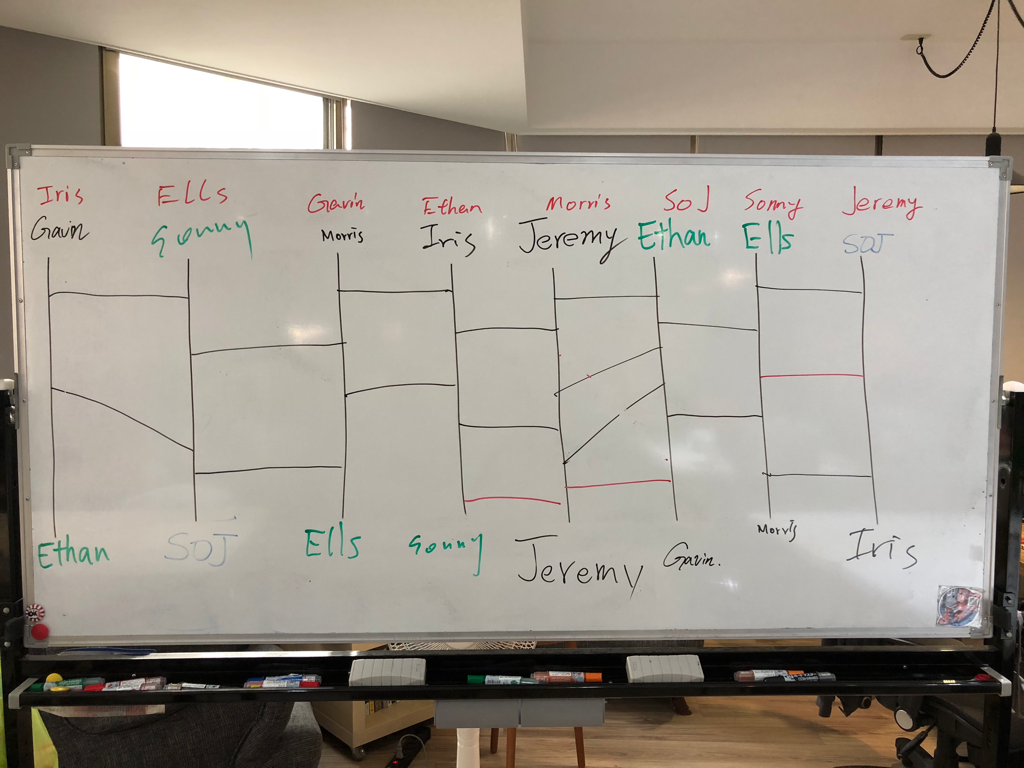 Iris Ells Gavin Ethan Morris SOJ Sonny Jeremy
Gavin Sonny Morris Iris Jeremy Ethan Ells SOJ
Ethan SOJ Ells Sonny Jeremy Gavin. Morris Iris